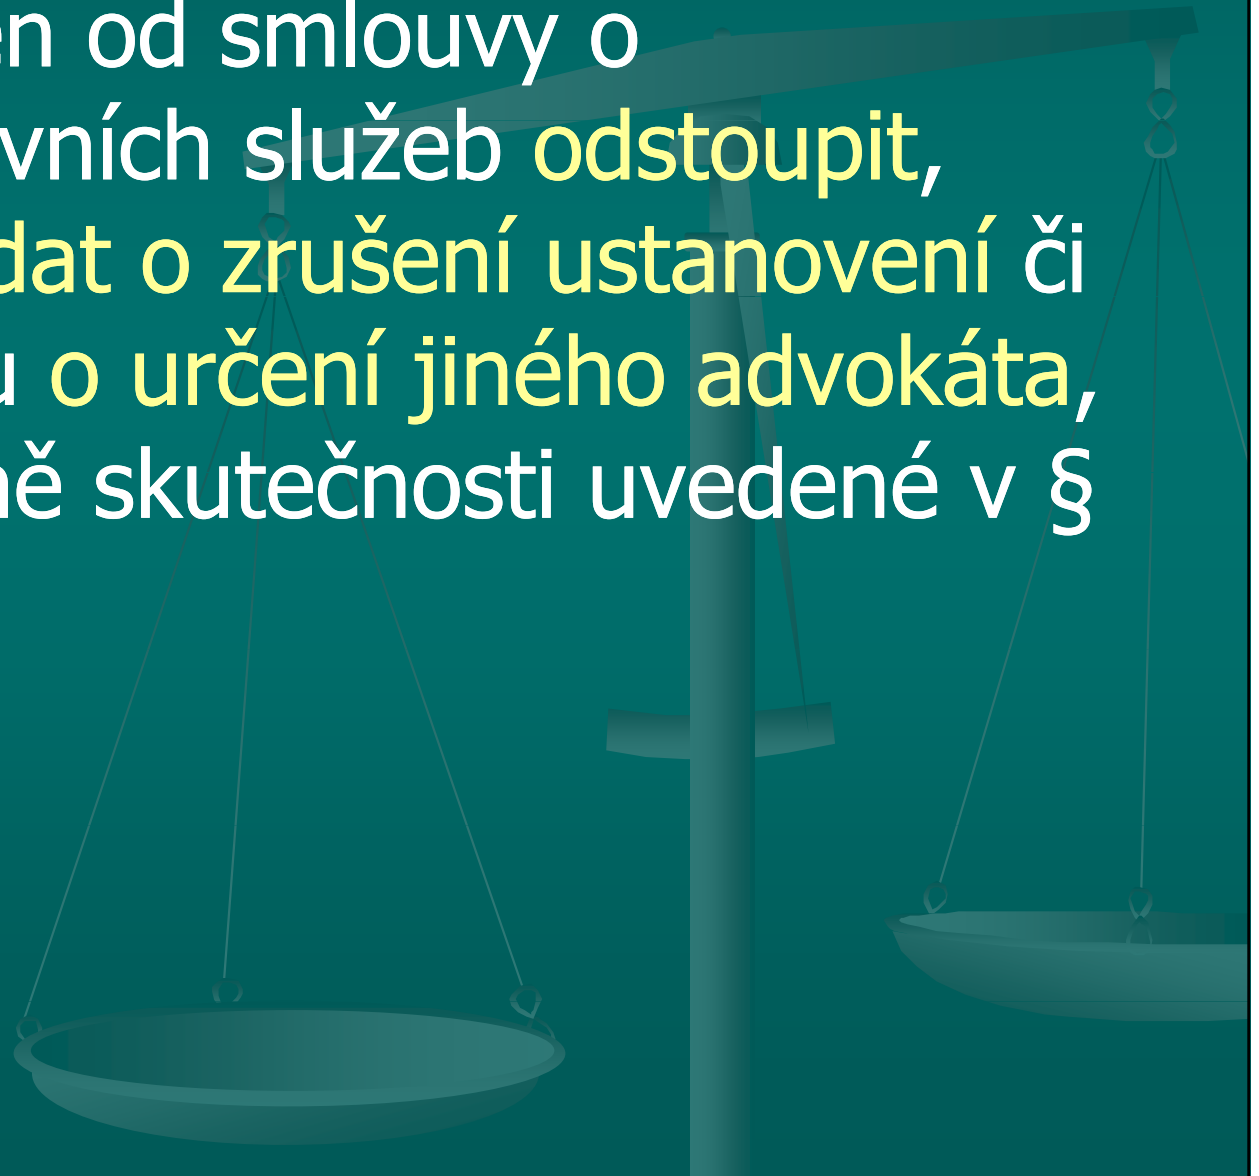 en od smlouvy o
vních služeb odstoupit,
dat o zrušení ustanovení či
u o určení jiného advokáta,
ně skutečnosti uvedené v §